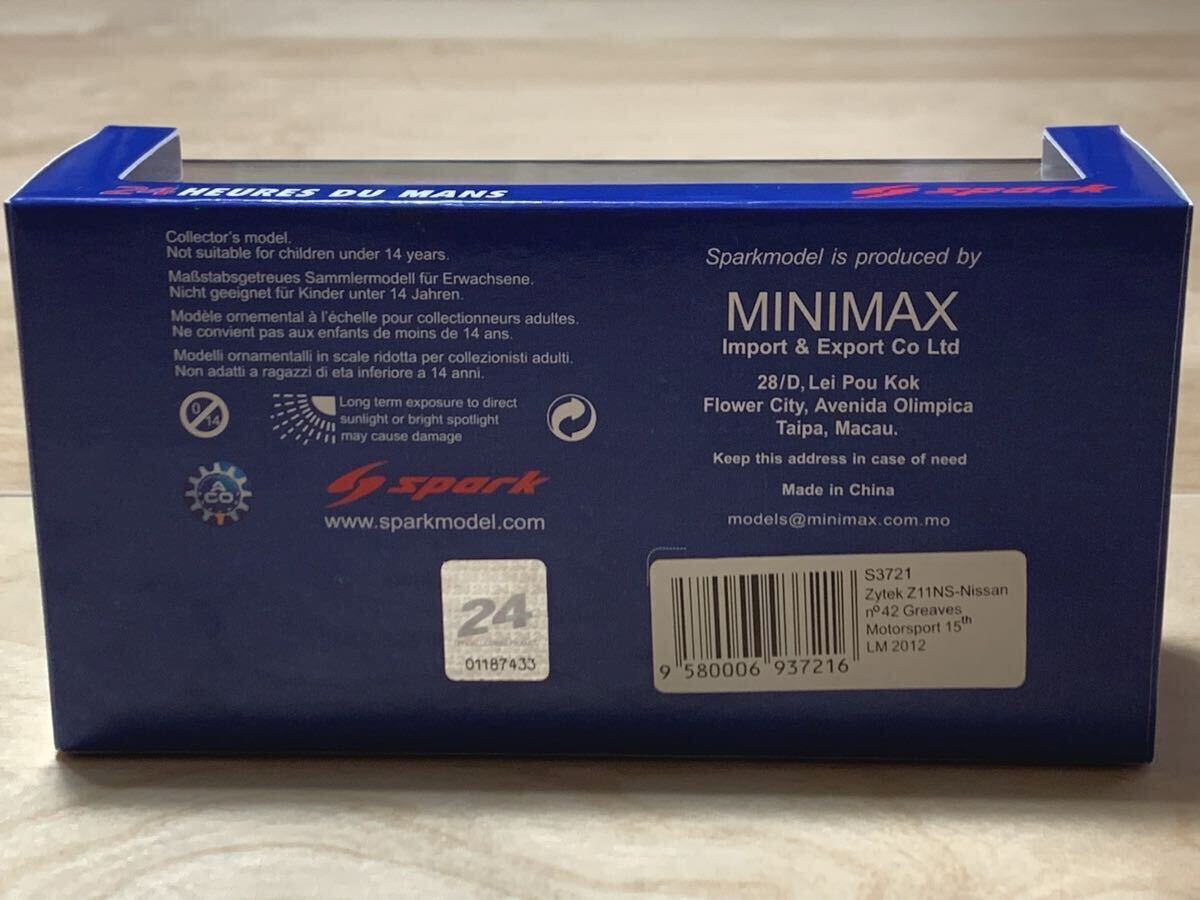 24 HEURES DU MANS
spark
Collector's model.
Not suitable for children under 14 years.
Maßstabsgetreues Sammlermodell für Erwachsene.
Nicht geeignet für Kinder unter 14 Jahren.
Modèle ornemental à l'échelle pour collectionneurs adultes.
Ne convient pas aux enfants de moins de 14 ans.
Modelli ornamentalli in scale ridotta per collezionisti adulti.
Non adatti a ragazzi di eta inferiore a 14 anni.
0/14
Long term exposure to direct
sunlight or bright spotlight
may cause damage
ACO
spark
www.sparkmodel.com
Sparkmodel is produced by
MINIMAX
Import & Export Co Ltd
28/D, Lei Pou Kok
Flower City, Avenida Olimpica
Taipa, Macau.
Keep this address in case of need
Made in China
models@minimax.com.mo
24
01187433
9 580006 937216
S3721
Zytek Z11NS-Nissan
nº42 Greaves
Motorsport 15th
LM 2012